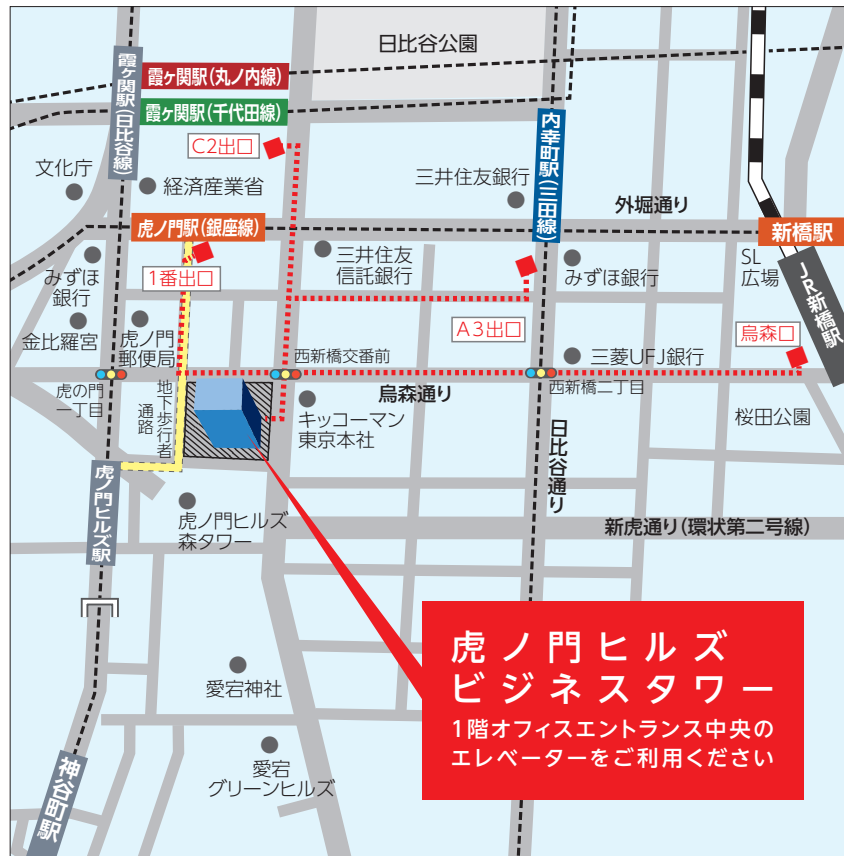 日比谷公園
霞ヶ関駅(日比谷線)
霞ヶ関駅(丸ノ内線)
霞ヶ関駅(千代田線)
C2出口
文化庁
経済産業省
三井住友銀行
内幸町駅(三田線)
外堀通り
虎ノ門駅(銀座線)
新橋駅
みずほ
銀行
1番出口
三井住友
信託銀行
みずほ銀行
SL
広場
JR新橋駅
金比羅宮
虎ノ門
郵便局
A3出口
烏森口
西新橋交番前
三菱UFJ銀行
虎の門
一丁目
地下歩行者
通路
烏森通り
西新橋二丁目
キッコーマン
東京本社
日比谷通り
桜田公園
虎ノ門ヒルズ駅
虎ノ門ヒルズ
森タワー
新虎通り(環状第二号線)
虎ノ門ヒルズ
ビジネスタワー
1階オフィスエントランス中央の
エレベーターをご利用ください
愛宕神社
愛宕
グリーンヒルズ
神谷町駅